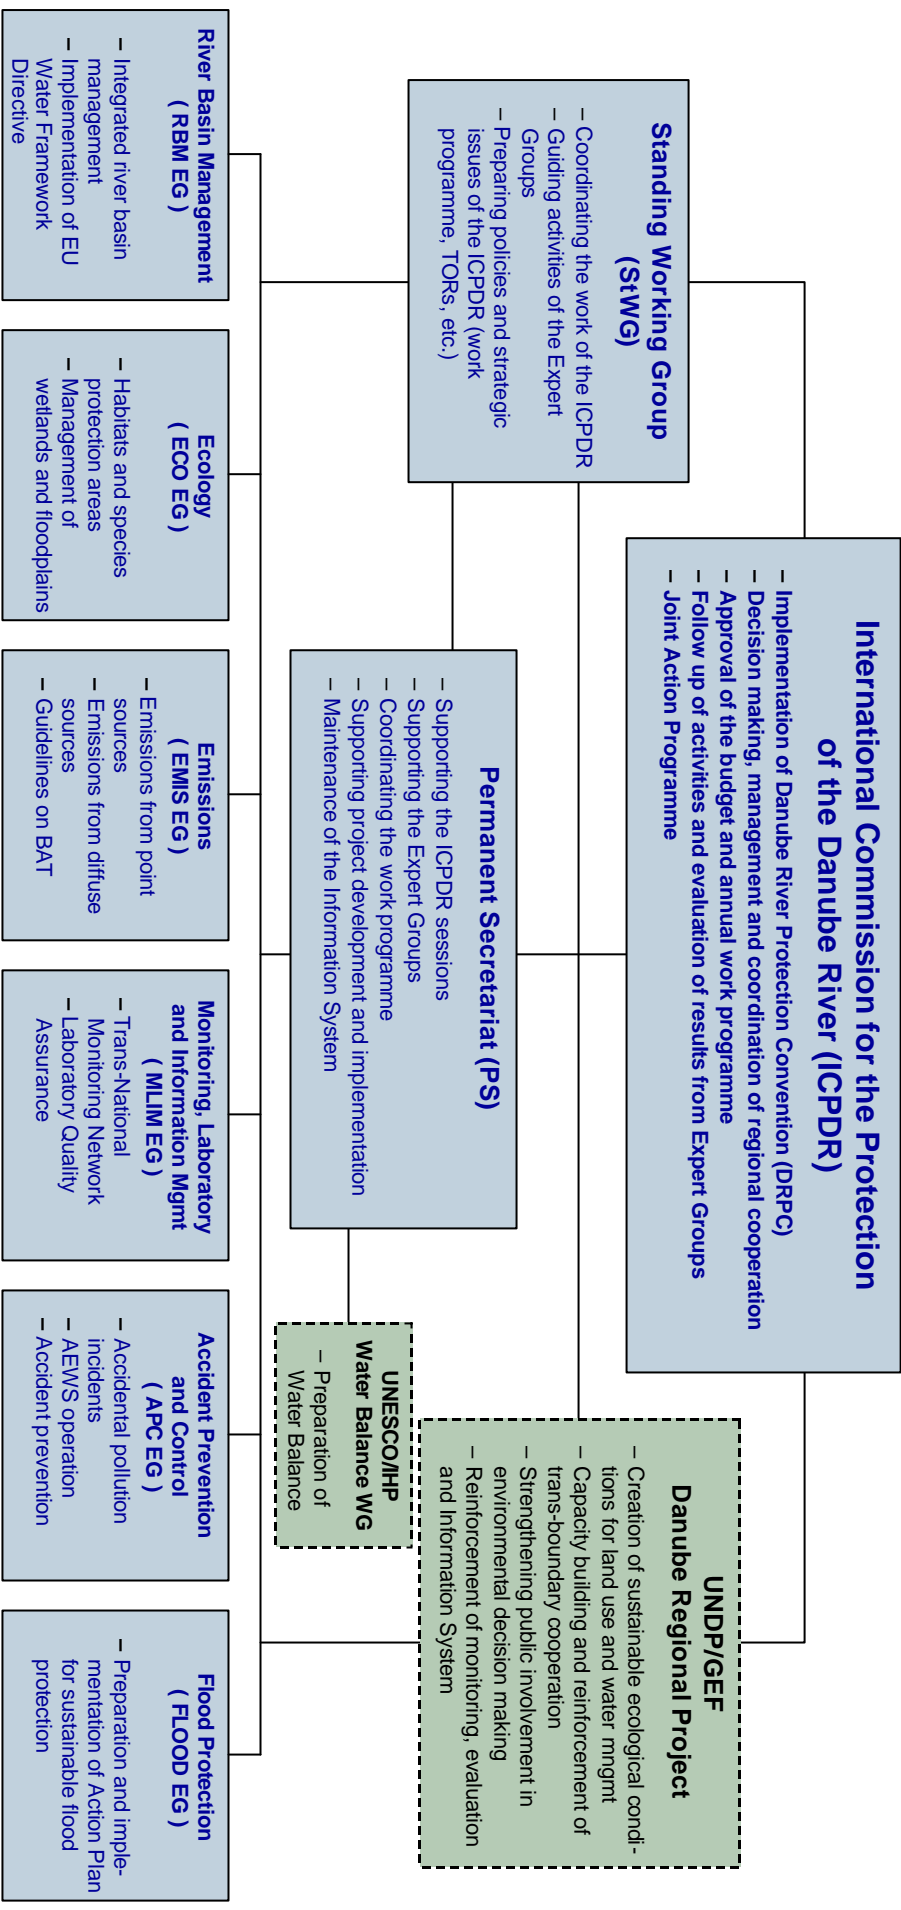 International Commission for the Protection
of the Danube River (ICPDR)
– Implementation of Danube River Protection Convention (DRPC)
– Decision making, management and coordination of regional cooperation
– Approval of the budget and annual work programme
– Follow up of activities and evaluation of results from Expert Groups
– Joint Action Programme
Standing Working Group
(StWG)
– Coordinating the work of the ICPDR
– Guiding activities of the Expert
Groups
– Preparing policies and strategic
issues of the ICPDR (work
programme, TORs, etc.)
UNDP/GEF
Danube Regional Project
– Creation of sustainable ecological condi-
tions for land use and water mngmt
– Capacity building and reinforcement of
trans-boundary cooperation
– Strengthening public involvement in
environmental decision making
– Reinforcement of monitoring, evaluation
and Information System
Permanent Secretariat (PS)
– Supporting the ICPDR sessions
– Supporting the Expert Groups
– Coordinating the work programme
– Supporting project development and implementation
– Maintenance of the Information System
UNESCO/IHP
Water Balance WG
– Preparation of
Water Balance
River Basin Management
( RBM EG )
– Integrated river basin
management
– Implementation of EU
Water Framework
Directive
Ecology
( ECO EG )
– Habitats and species
protection areas
– Management of
wetlands and floodplains
Emissions
( EMIS EG )
– Emissions from point
sources
– Emissions from diffuse
sources
– Guidelines on BAT
Monitoring, Laboratory
and Information Mgmt
( MLIM EG )
– Trans-National
Monitoring Network
– Laboratory Quality
Assurance
Accident Prevention
and Control
( APC EG )
– Accidental pollution
incidents
– AEWS operation
– Accident prevention
Flood Protection
( FLOOD EG )
– Preparation and imple-
mentation of Action Plan
for sustainable flood
protection